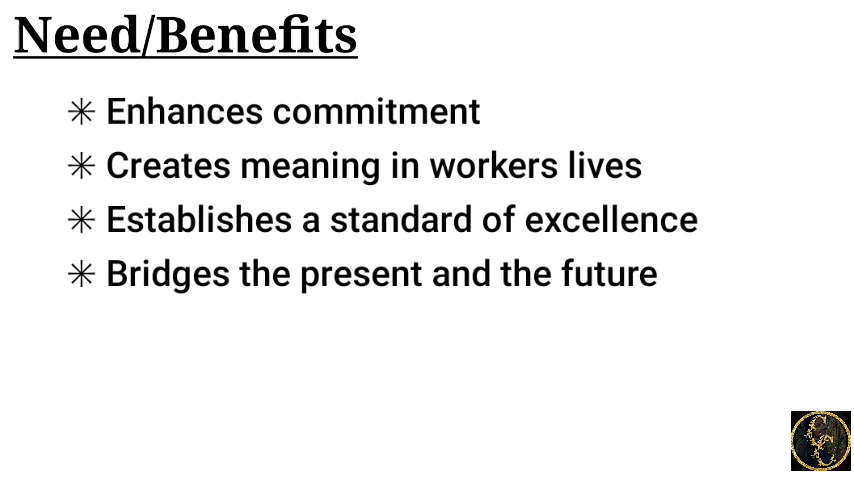 Need/Benefits
✳ Enhances commitment
✳ Creates meaning in workers lives
✳ Establishes a standard of excellence
✳ Bridges the present and the future